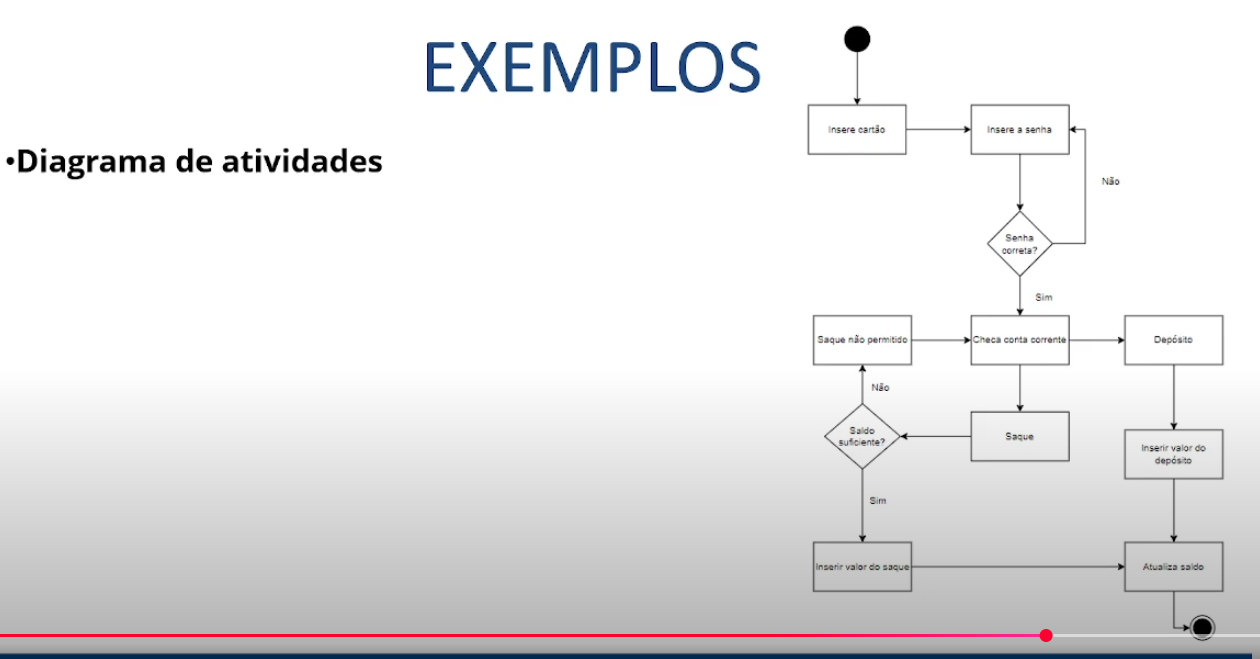 EXEMPLOS
•Diagrama de atividades
Insere cartão
Insere a senha
Não
Senha
correta?
Sim
Saque não permitido
Checa conta corrente
Depósito
Não
Saldo
suficiente?
Saque
Inserir valor do
depósito
Sim
Inserir valor do saque
Atualiza saldo